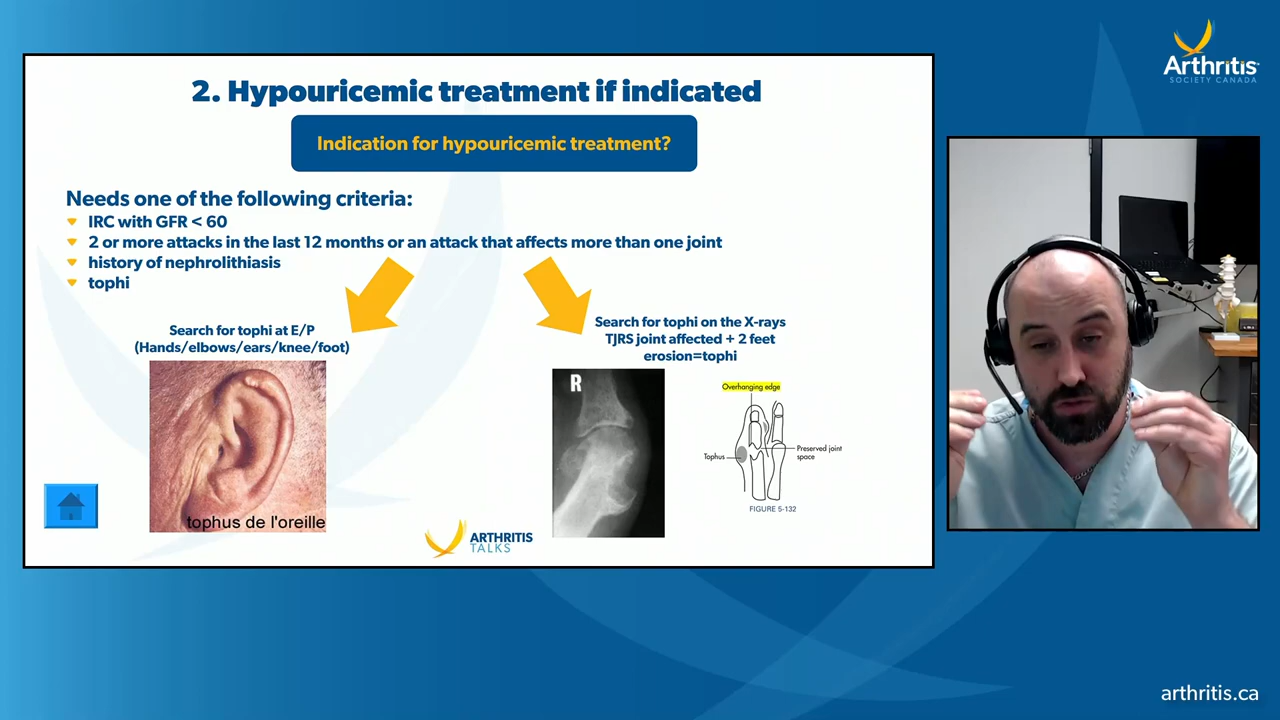 2. Hypouricemic treatment if indicated
Indication for hypouricemic treatment?
Needs one of the following criteria:
IRC with GFR < 60
2 or more attacks in the last 12 months or an attack that affects more than one joint
history of nephrolithiasis
tophi
Search for tophi at E/P
(Hands/elbows/ears/knee/foot)
tophus de l'oreille
Search for tophi on the X-rays
TJRS joint affected + 2 feet
erosion=tophi
R
Overhanging edge
Tophus
Preserved joint
space
FIGURE 5-132
ARTHRITIS
TALKS
Arthritis
SOCIETY CANADA
arthritis.ca